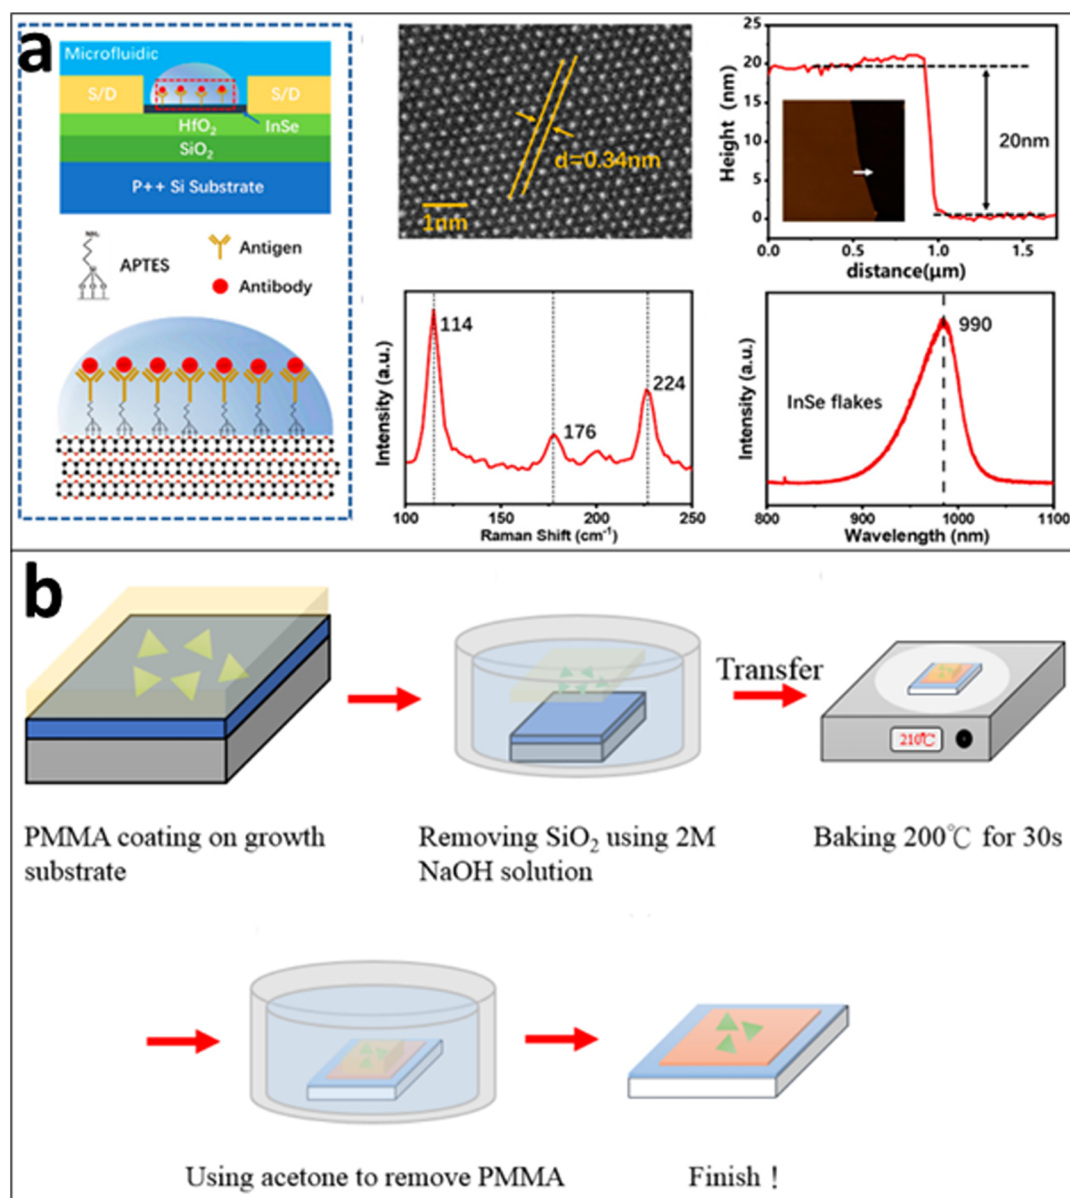 a
Microfluidic
S/D
S/D
HfO₂
InSe
SiO₂
P++ Si Substrate
NH₂
Si
APTES
Antigen
Antibody
d=0.34nm
1nm
Height (nm)
25
20
15
10
5
0
20nm
0.0
0.5
1.0
1.5
distance(μm)
Intensity (a.u.)
114
176
224
100
150
200
250
Raman Shift (cm⁻¹)
Intensity (a.u.)
990
InSe flakes
800
900
1000
1100
Wavelength (nm)
b
Transfer
210℃
PMMA coating on growth
substrate
Removing SiO₂ using 2M
NaOH solution
Baking 200℃ for 30s
Using acetone to remove PMMA
Finish !